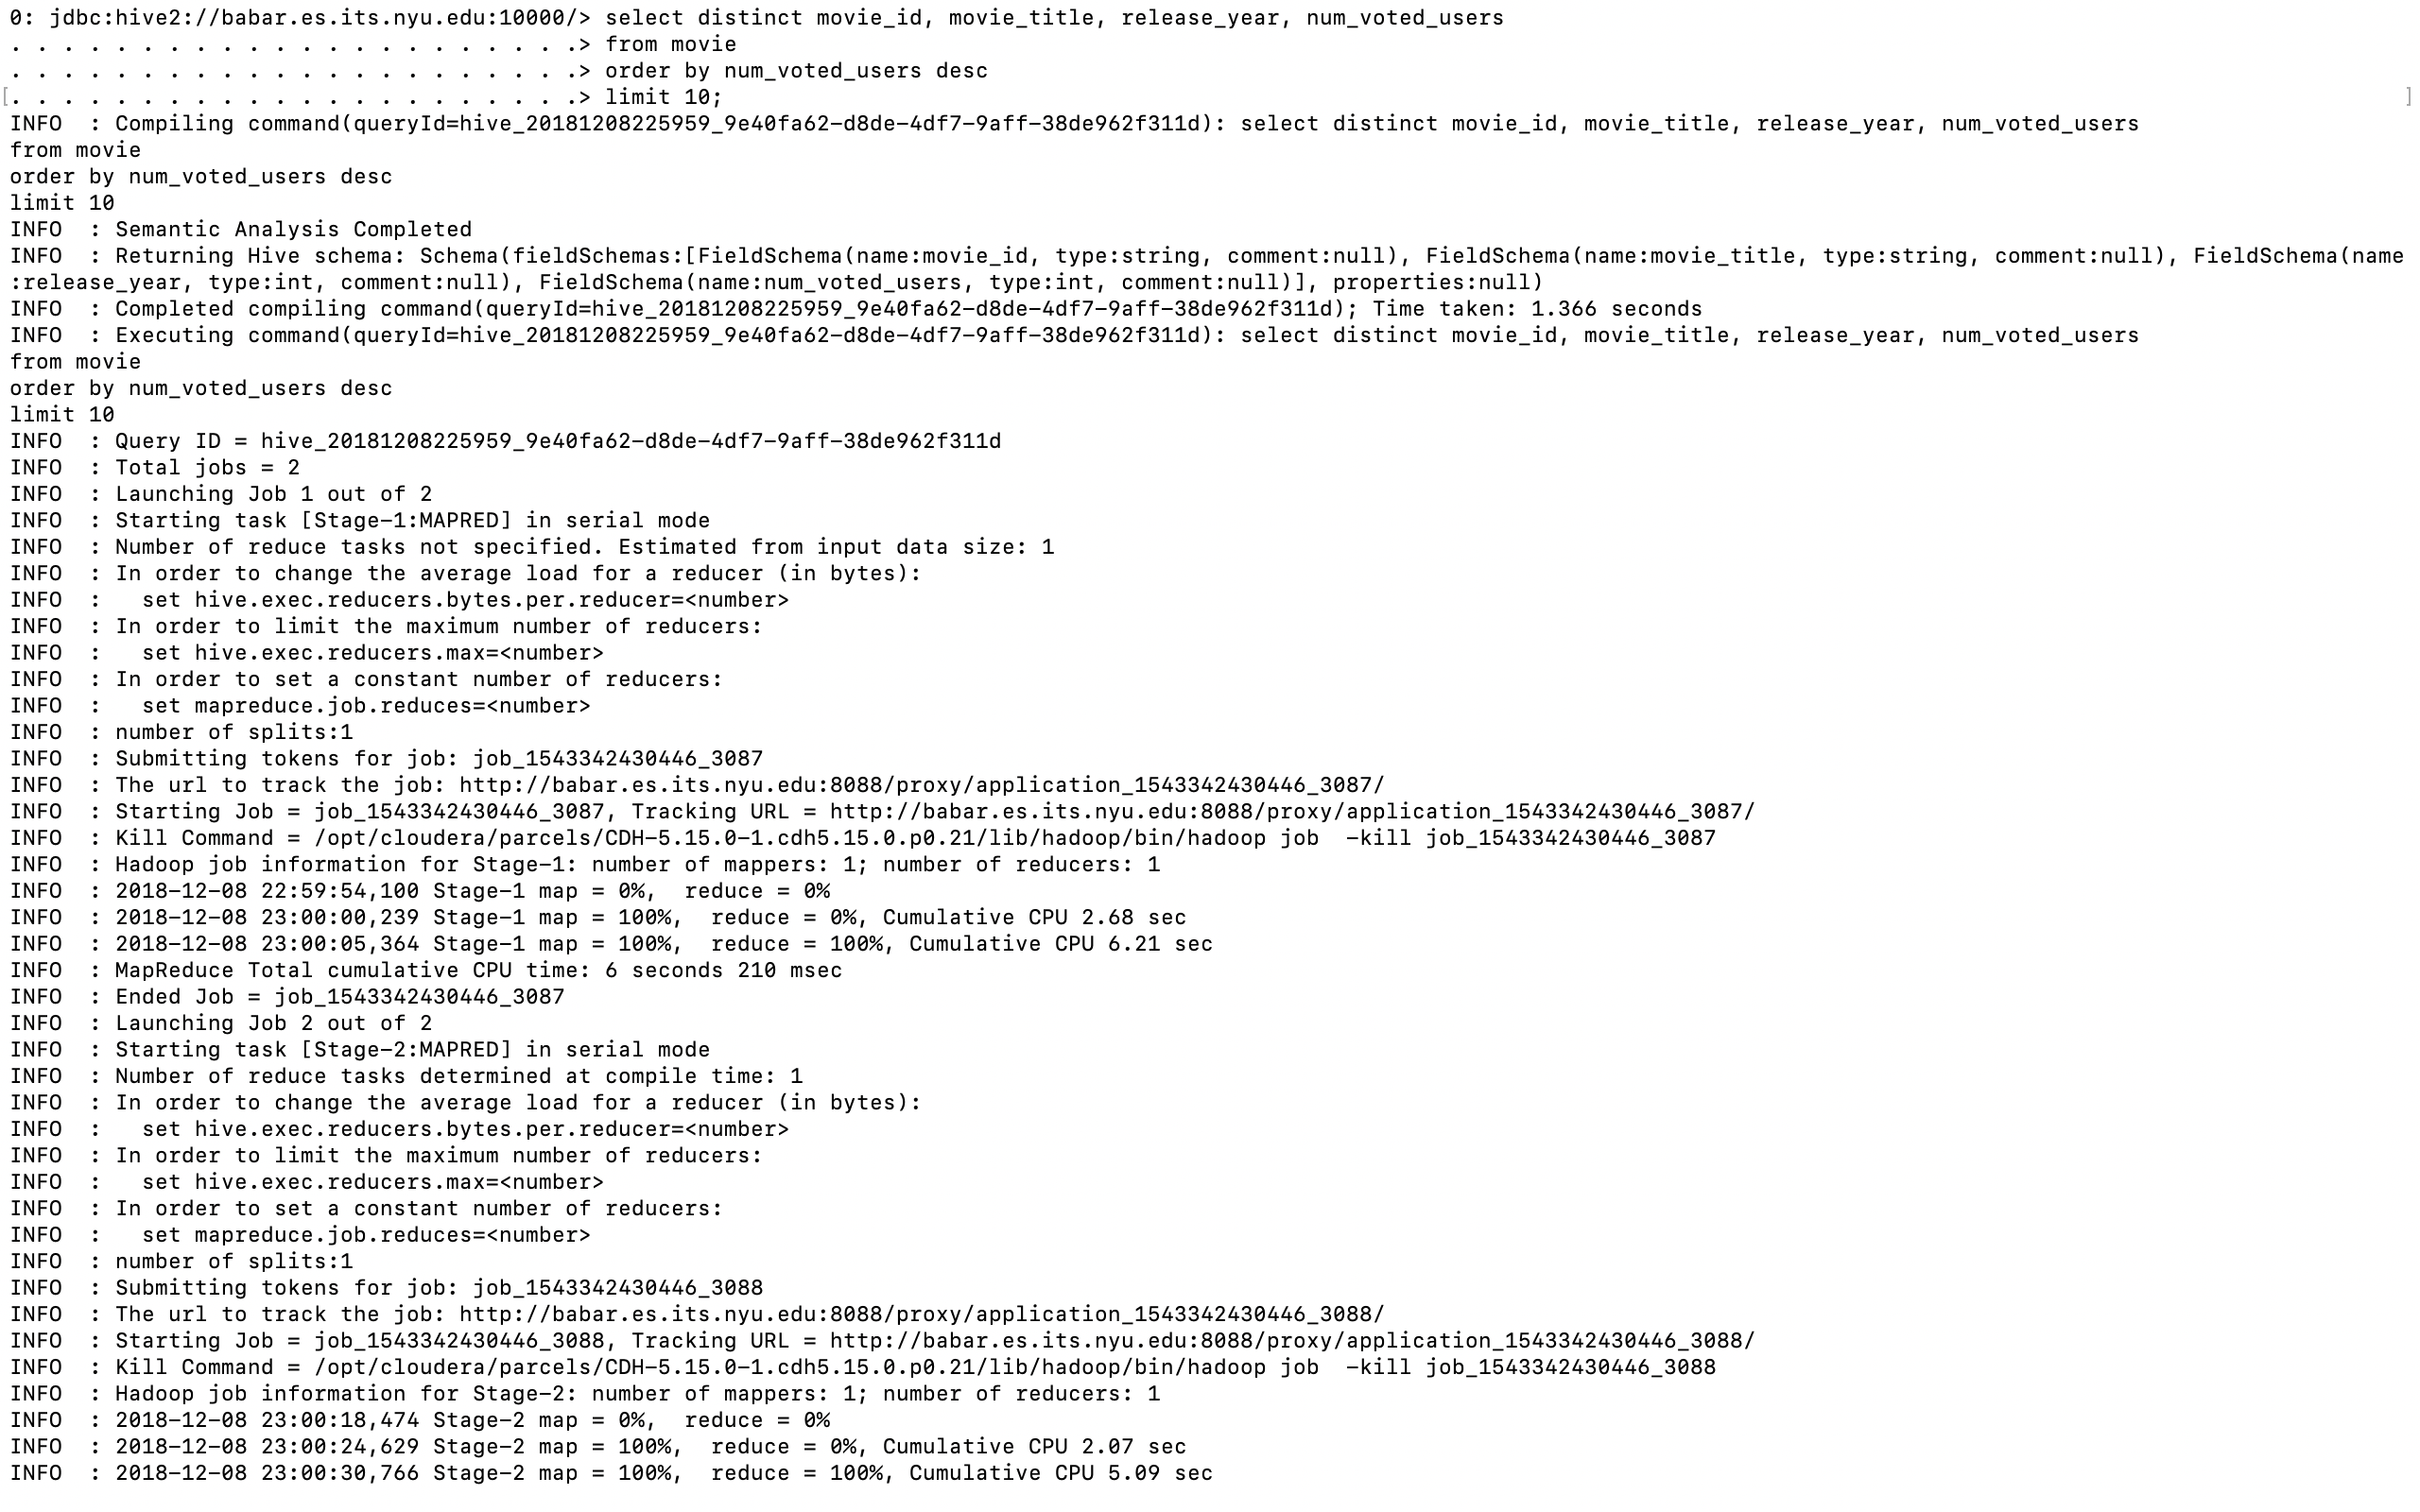 0: jdbc:hive2://babar.es.its.nyu.edu:10000/> select distinct movie_id, movie_title, release_year, num_voted_users
. . . . . . . . . . . . . . . . . . . . . .> from movie
. . . . . . . . . . . . . . . . . . . . . .> order by num_voted_users desc
[. . . . . . . . . . . . . . . . . . . . . .> limit 10; ]
INFO  : Compiling command(queryId=hive_20181208225959_9e40fa62-d8de-4df7-9aff-38de962f311d): select distinct movie_id, movie_title, release_year, num_voted_users
from movie
order by num_voted_users desc
limit 10
INFO  : Semantic Analysis Completed
INFO  : Returning Hive schema: Schema(fieldSchemas:[FieldSchema(name:movie_id, type:string, comment:null), FieldSchema(name:movie_title, type:string, comment:null), FieldSchema(name
:release_year, type:int, comment:null), FieldSchema(name:num_voted_users, type:int, comment:null)], properties:null)
INFO  : Completed compiling command(queryId=hive_20181208225959_9e40fa62-d8de-4df7-9aff-38de962f311d); Time taken: 1.366 seconds
INFO  : Executing command(queryId=hive_20181208225959_9e40fa62-d8de-4df7-9aff-38de962f311d): select distinct movie_id, movie_title, release_year, num_voted_users
from movie
order by num_voted_users desc
limit 10
INFO  : Query ID = hive_20181208225959_9e40fa62-d8de-4df7-9aff-38de962f311d
INFO  : Total jobs = 2
INFO  : Launching Job 1 out of 2
INFO  : Starting task [Stage-1:MAPRED] in serial mode
INFO  : Number of reduce tasks not specified. Estimated from input data size: 1
INFO  : In order to change the average load for a reducer (in bytes):
INFO  :   set hive.exec.reducers.bytes.per.reducer=<number>
INFO  : In order to limit the maximum number of reducers:
INFO  :   set hive.exec.reducers.max=<number>
INFO  : In order to set a constant number of reducers:
INFO  :   set mapreduce.job.reduces=<number>
INFO  : number of splits:1
INFO  : Submitting tokens for job: job_1543342430446_3087
INFO  : The url to track the job: http://babar.es.its.nyu.edu:8088/proxy/application_1543342430446_3087/
INFO  : Starting Job = job_1543342430446_3087, Tracking URL = http://babar.es.its.nyu.edu:8088/proxy/application_1543342430446_3087/
INFO  : Kill Command = /opt/cloudera/parcels/CDH-5.15.0-1.cdh5.15.0.p0.21/lib/hadoop/bin/hadoop job  -kill job_1543342430446_3087
INFO  : Hadoop job information for Stage-1: number of mappers: 1; number of reducers: 1
INFO  : 2018-12-08 22:59:54,100 Stage-1 map = 0%,  reduce = 0%
INFO  : 2018-12-08 23:00:00,239 Stage-1 map = 100%,  reduce = 0%, Cumulative CPU 2.68 sec
INFO  : 2018-12-08 23:00:05,364 Stage-1 map = 100%,  reduce = 100%, Cumulative CPU 6.21 sec
INFO  : MapReduce Total cumulative CPU time: 6 seconds 210 msec
INFO  : Ended Job = job_1543342430446_3087
INFO  : Launching Job 2 out of 2
INFO  : Starting task [Stage-2:MAPRED] in serial mode
INFO  : Number of reduce tasks determined at compile time: 1
INFO  : In order to change the average load for a reducer (in bytes):
INFO  :   set hive.exec.reducers.bytes.per.reducer=<number>
INFO  : In order to limit the maximum number of reducers:
INFO  :   set hive.exec.reducers.max=<number>
INFO  : In order to set a constant number of reducers:
INFO  :   set mapreduce.job.reduces=<number>
INFO  : number of splits:1
INFO  : Submitting tokens for job: job_1543342430446_3088
INFO  : The url to track the job: http://babar.es.its.nyu.edu:8088/proxy/application_1543342430446_3088/
INFO  : Starting Job = job_1543342430446_3088, Tracking URL = http://babar.es.its.nyu.edu:8088/proxy/application_1543342430446_3088/
INFO  : Kill Command = /opt/cloudera/parcels/CDH-5.15.0-1.cdh5.15.0.p0.21/lib/hadoop/bin/hadoop job  -kill job_1543342430446_3088
INFO  : Hadoop job information for Stage-2: number of mappers: 1; number of reducers: 1
INFO  : 2018-12-08 23:00:18,474 Stage-2 map = 0%,  reduce = 0%
INFO  : 2018-12-08 23:00:24,629 Stage-2 map = 100%,  reduce = 0%, Cumulative CPU 2.07 sec
INFO  : 2018-12-08 23:00:30,766 Stage-2 map = 100%,  reduce = 100%, Cumulative CPU 5.09 sec